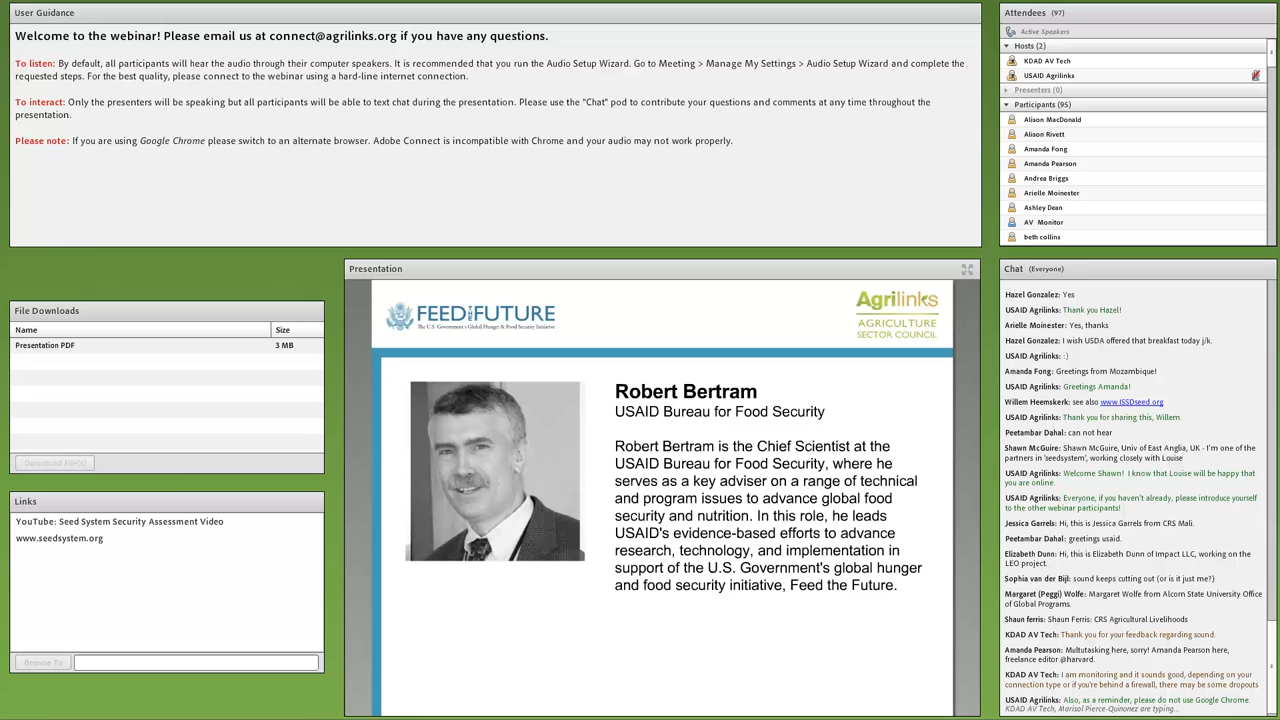 User Guidance
Welcome to the webinar! Please email us at connect@agrilinks.org if you have any questions.
To listen: By default, all participants will hear the audio through the computer speakers. It is recommended that you run the Audio Setup Wizard. Go to Meeting > Manage My Settings > Audio Setup Wizard and complete the
requested steps. For the best quality, please connect to the webinar using a hard-line internet connection.
To interact: Only the presenters will be speaking but all participants will be able to text chat during the presentation. Please use the "Chat" pod to contribute your questions and comments at any time throughout the
presentation.
Please note: If you are using Google Chrome please switch to an alternate browser. Adobe Connect is incompatible with Chrome and your audio may not work properly.
Attendees (97)
Active Speakers
Hosts (2)
KDAD AV Tech
USAID Agrilinks
Presenters (0)
Participants (95)
Alison MacDonald
Alison Rivett
Amanda Fong
Amanda Pearson
Andrea Briggs
Arielle Moinester
Ashley Dean
AV Monitor
beth collins
File Downloads
Name Size
Presentation PDF 3 MB
Download File(s)
Links
YouTube: Seed System Security Assessment Video
www.seedsystem.org
Browse To
Presentation
FEED THE FUTURE
The U.S. Government's Global Hunger & Food Security Initiative
Agrilinks
AGRICULTURE
SECTOR COUNCIL
Robert Bertram
USAID Bureau for Food Security
Robert Bertram is the Chief Scientist at the
USAID Bureau for Food Security, where he
serves as a key adviser on a range of technical
and program issues to advance global food
security and nutrition. In this role, he leads
USAID's evidence-based efforts to advance
research, technology, and implementation in
support of the U.S. Government's global hunger
and food security initiative, Feed the Future.
Chat (Everyone)
Hazel Gonzalez: Yes
USAID Agrilinks: Thank you Hazel!
Arielle Moinester: Yes, thanks
Hazel Gonzalez: I wish USDA offered that breakfast today j/k.
USAID Agrilinks: :)
Amanda Fong: Greetings from Mozambique!
USAID Agrilinks: Greetings Amanda!
Willem Heemskerk: see also www.ISSDseed.org
USAID Agrilinks: Thank you for sharing this, Willem.
Peetambar Dahal: can not hear
Shawn McGuire: Shawn McGuire, Univ of East Anglia, UK - I'm one of the
partners in 'seedsystem', working closely with Louise
USAID Agrilinks: Welcome Shawn! I know that Louise will be happy that
you are online.
USAID Agrilinks: Everyone, if you haven't already, please introduce yourself
to the other webinar participants!
Jessica Garrels: Hi, this is Jessica Garrels from CRS Mali.
Peetambar Dahal: greetings usaid.
Elizabeth Dunn: Hi, this is Elizabeth Dunn of Impact LLC, working on the
LEO project.
Sophia van der Bijl: sound keeps cutting out (or is it just me?)
Margaret (Peggi) Wolfe: Margaret Wolfe from Alcorn State University Office
of Global Programs.
Shaun ferris: Shaun Ferris: CRS Agricultural Livelihoods
KDAD AV Tech: Thank you for your feedback regarding sound.
Amanda Pearson: Multutasking here, sorry! Amanda Pearson here,
freelance editor @harvard.
KDAD AV Tech: I am monitoring and it sounds good, depending on your
connection type or if you're behind a firewall, there may be some dropouts
USAID Agrilinks: Also, as a reminder, please do not use Google Chrome.
KDAD AV Tech, Marisol Pierce-Quinonez are typing...